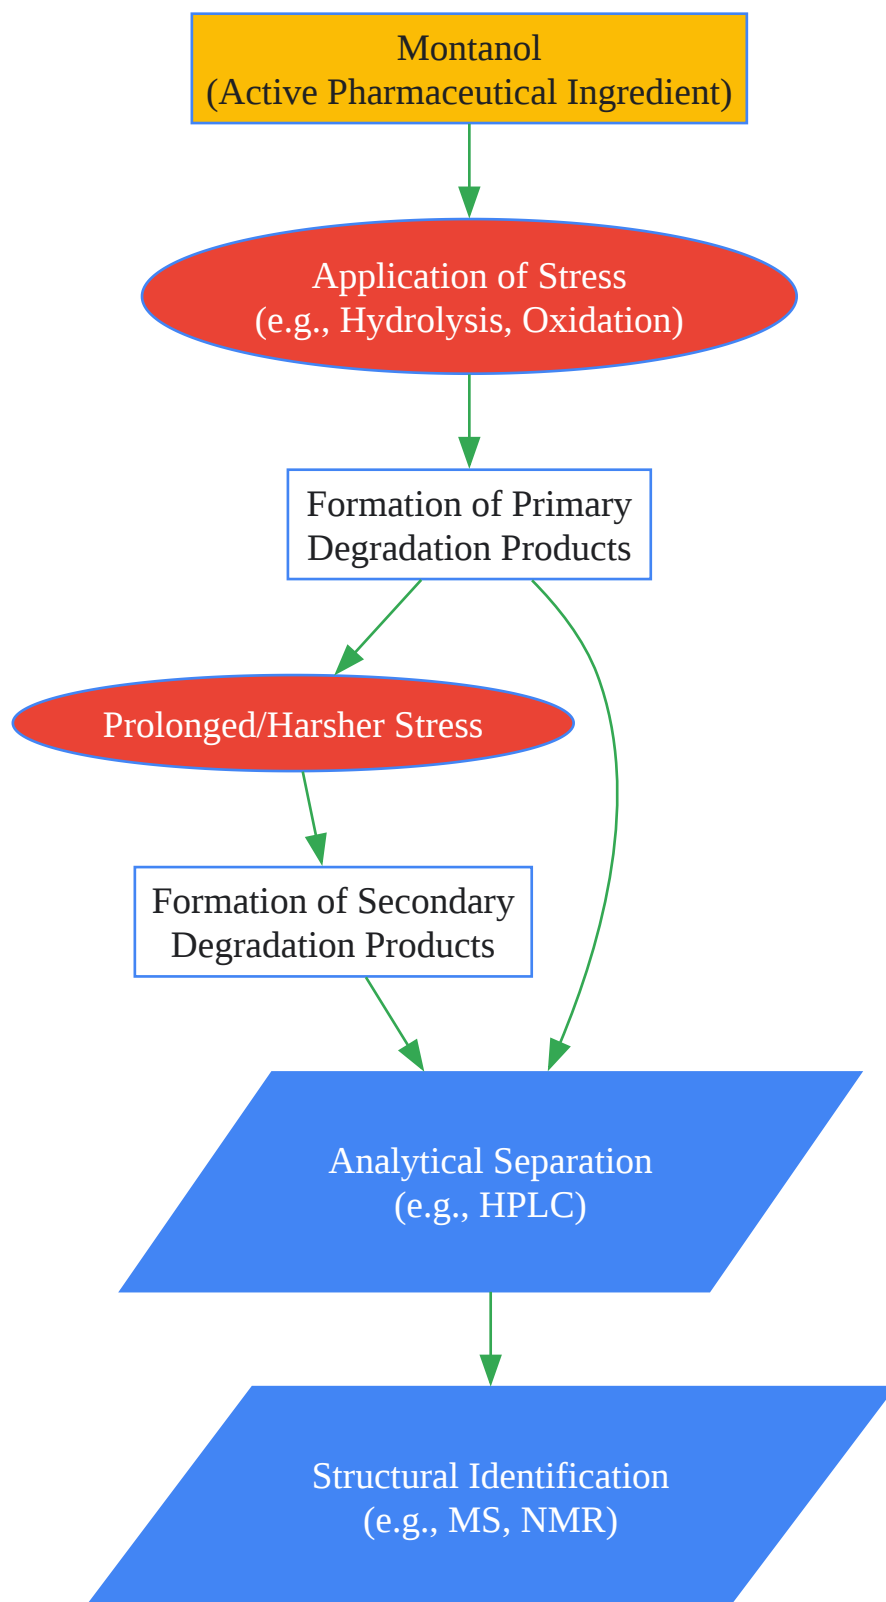 Montanol
(Active Pharmaceutical Ingredient)
Application of Stress
(e.g., Hydrolysis, Oxidation)
Formation of Primary
Degradation Products
Prolonged/Harsher Stress
Formation of Secondary
Degradation Products
Analytical Separation
(e.g., HPLC)
Structural Identification
(e.g., MS, NMR)